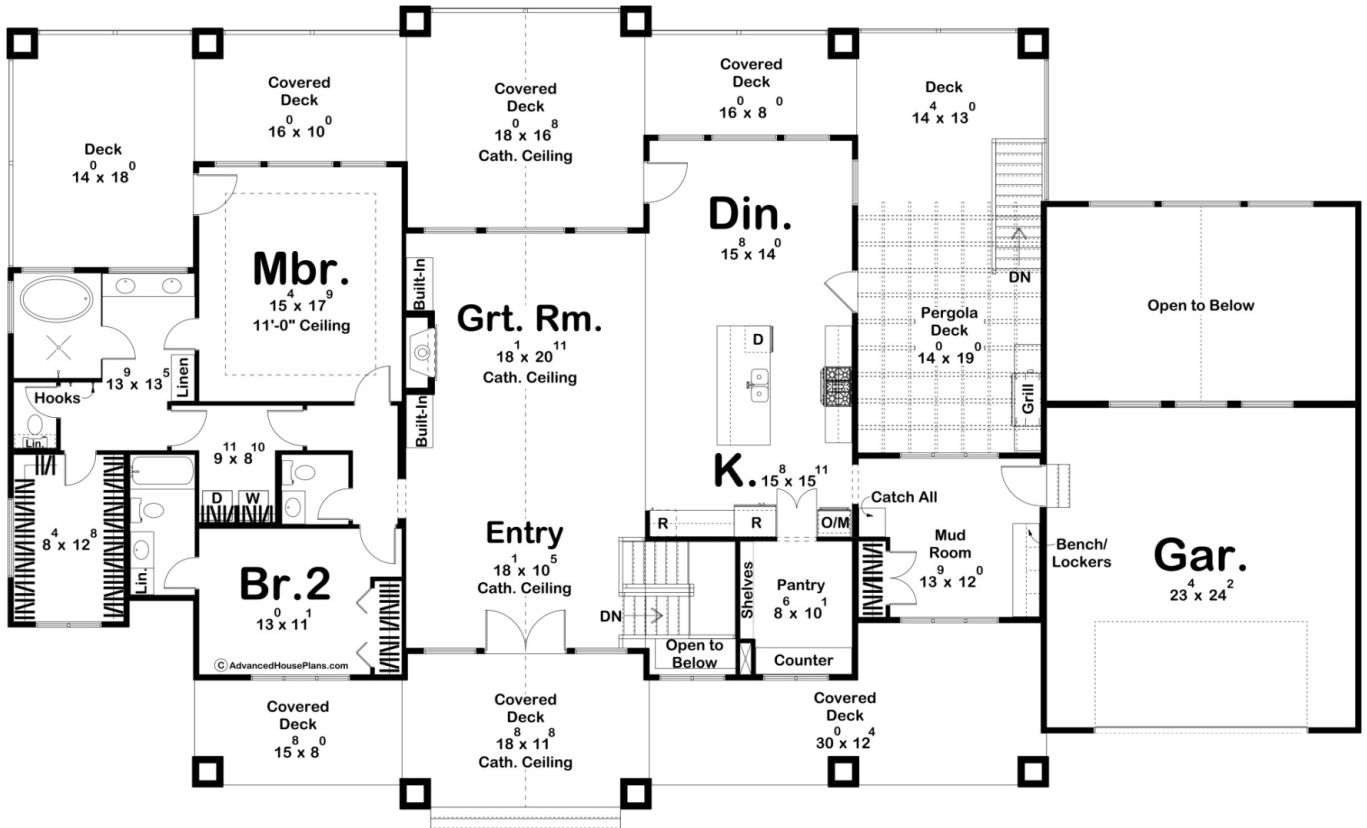 Covered
Deck
16⁰ x 10⁰
Covered
Deck
18⁰ x 16⁸
Cath. Ceiling
Covered
Deck
16⁰ x 8⁰
Deck
14⁴ x 13⁰
Deck
14⁰ x 18⁰
Mbr.
15⁴ x 17⁹
11'-0" Ceiling
Built-In
Grt. Rm.
18¹ x 20¹¹
Cath. Ceiling
Built-In
Din.
15⁸ x 14⁰
DN
Pergola
Deck
14⁰ x 19⁰
Grill
Open to Below
D
Linen
13⁹ x 13⁵
Hooks
Lin.
9¹¹ x 8¹⁰
D
W
8⁴ x 12⁸
Lin.
Br.2
13⁰ x 11¹
© AdvancedHousePlans.com
Entry
18¹ x 10⁵
Cath. Ceiling
K.
15⁸ x 15¹¹
R
R
O/M
Catch All
Mud
Room
13⁹ x 12⁰
Bench/
Lockers
Gar.
23⁴ x 24²
DN
Open to
Below
Shelves
Pantry
8⁶ x 10¹
Counter
Covered
Deck
15⁸ x 8⁰
Covered
Deck
18⁸ x 11⁸
Cath. Ceiling
Covered
Deck
30⁰ x 12⁴